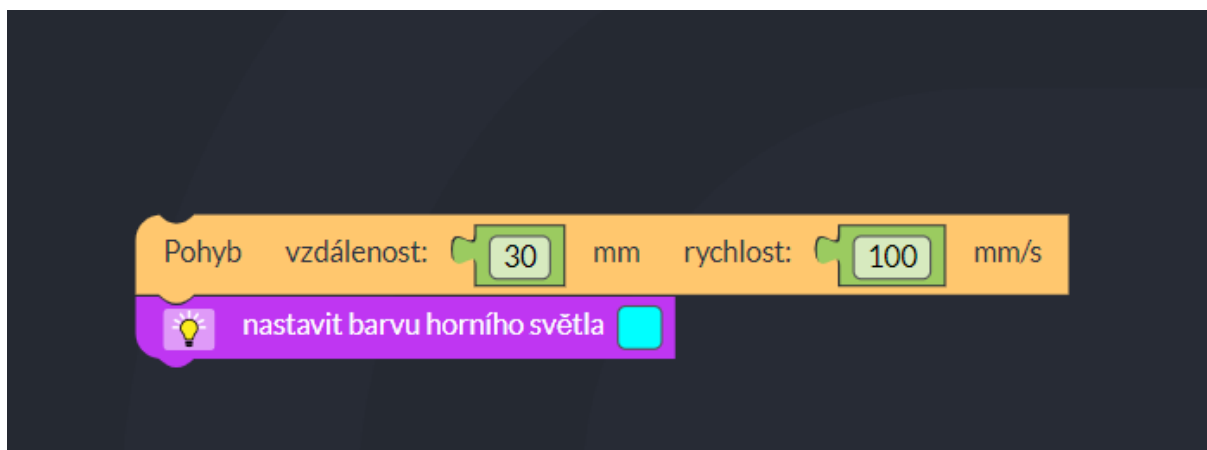 Pohyb vzdálenost: 30 mm rychlost: 100 mm/s
nastavit barvu horního světla